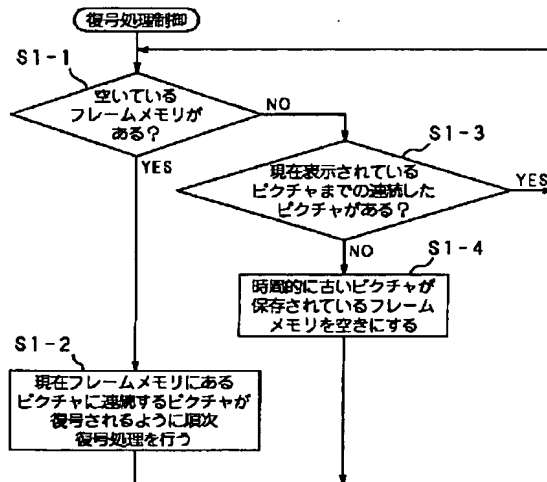 復号処理制御
S1-1
空いている
フレームメモリが
ある?
NO
YES
S1-3
現在表示されている
ピクチャまでの連続した
ピクチャがある?
YES
NO
S1-4
時間的に古いピクチャが
保存されているフレーム
メモリを空きにする
S1-2
現在フレームメモリにある
ピクチャに連続するピクチャが
復号されるように順次
復号処理を行う